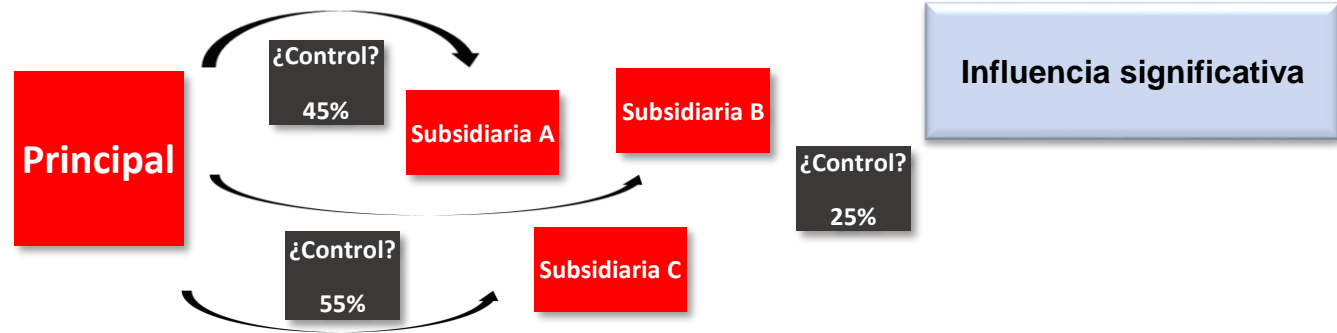 Principal
¿Control?
45%
Subsidiaria A
Subsidiaria B
¿Control?
25%
Influencia significativa
¿Control?
55%
Subsidiaria C